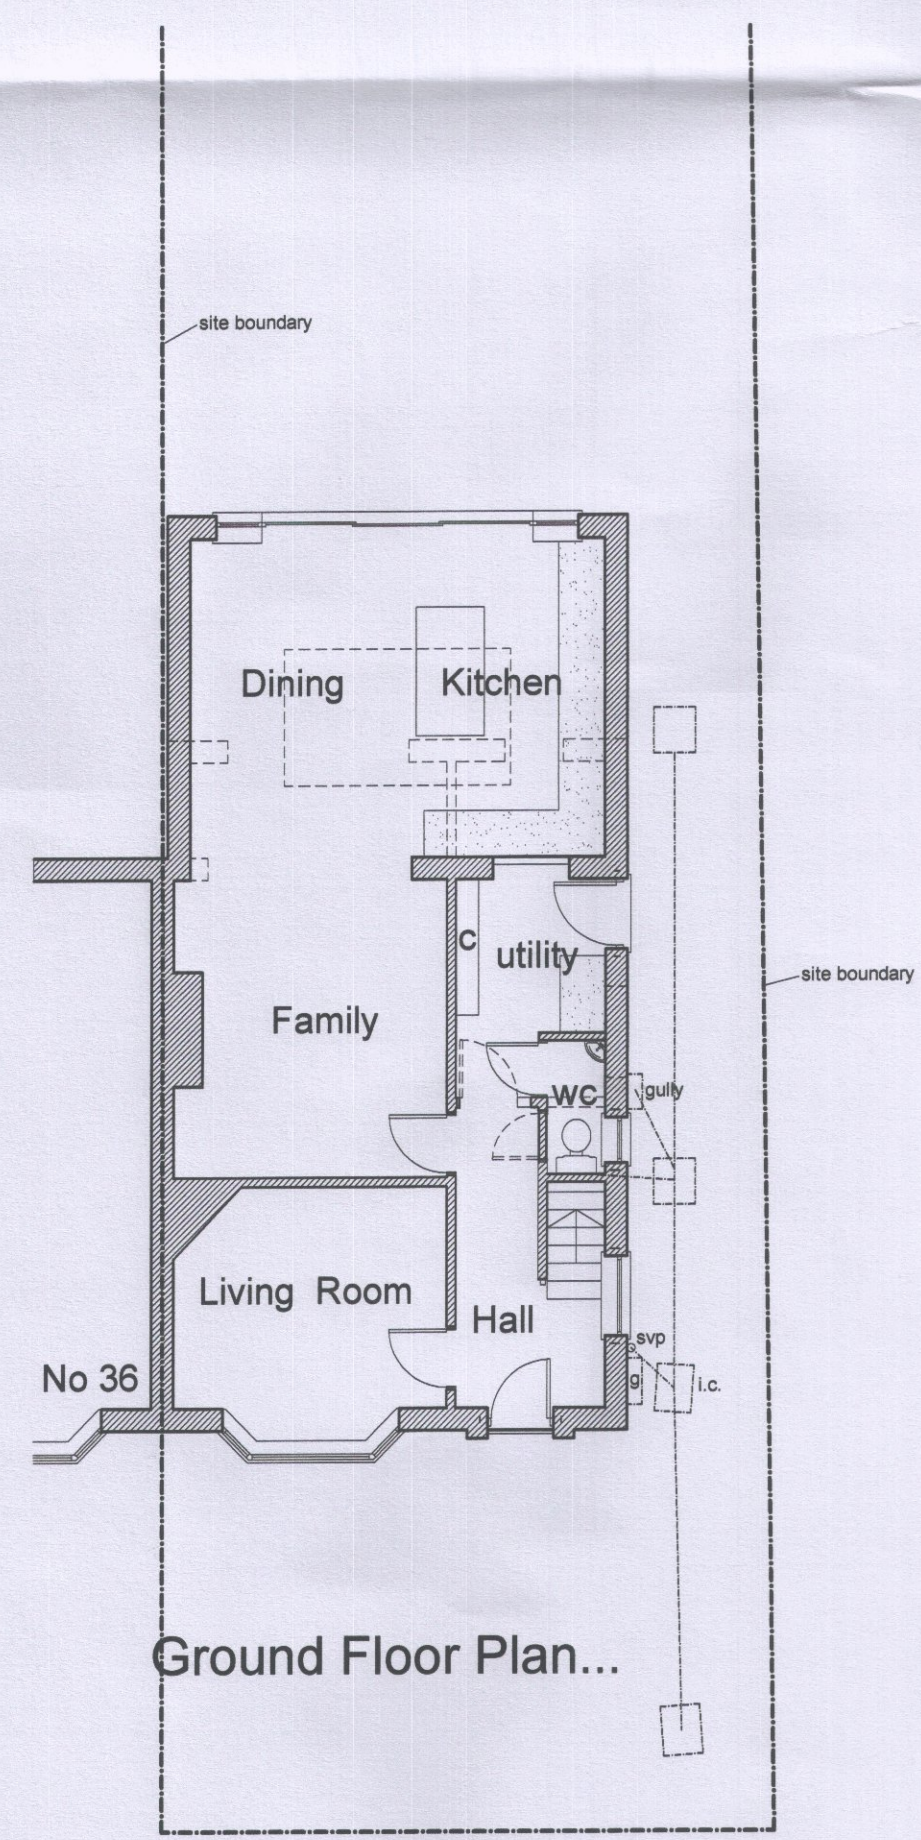 site boundary
Dining
Kitchen
C
utility
site boundary
Family
WC
gully
Living Room
Hall
svp
No 36
g
i.c.
Ground Floor Plan...